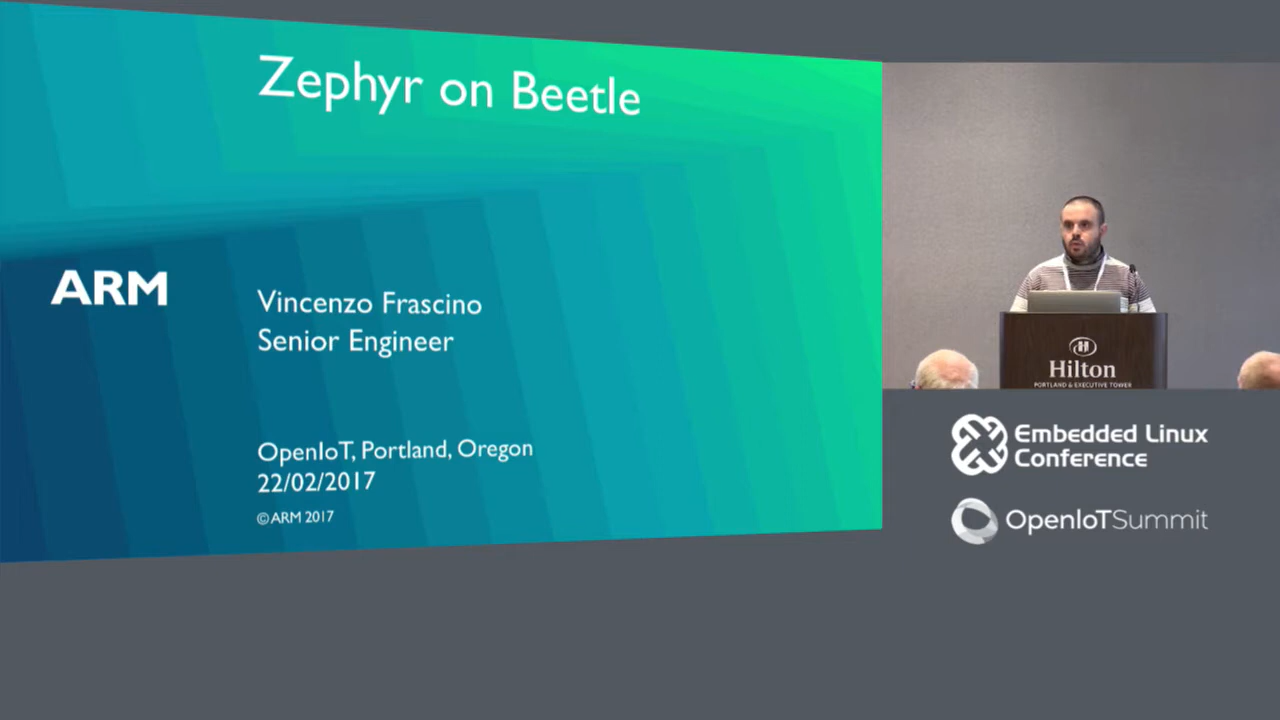 Zephyr on Beetle
ARM
Vincenzo Frascino
Senior Engineer
OpenIoT, Portland, Oregon
22/02/2017
©ARM 2017
Hilton
PORTLAND & EXECUTIVE TOWER
Embedded Linux
Conference
OpenIoTSummit